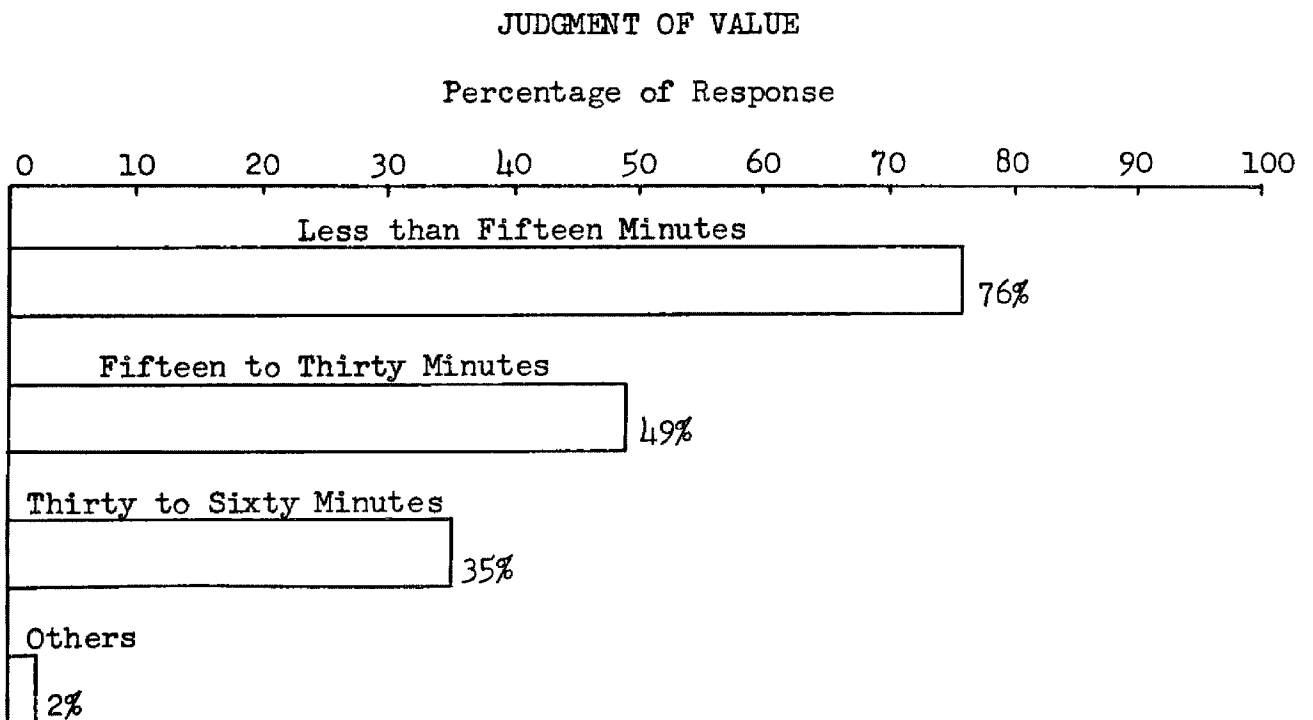 JUDGMENT OF VALUE
Percentage of Response
0 10 20 30 40 50 60 70 80 90 100
Less than Fifteen Minutes
76%
Fifteen to Thirty Minutes
49%
Thirty to Sixty Minutes
35%
Others
2%